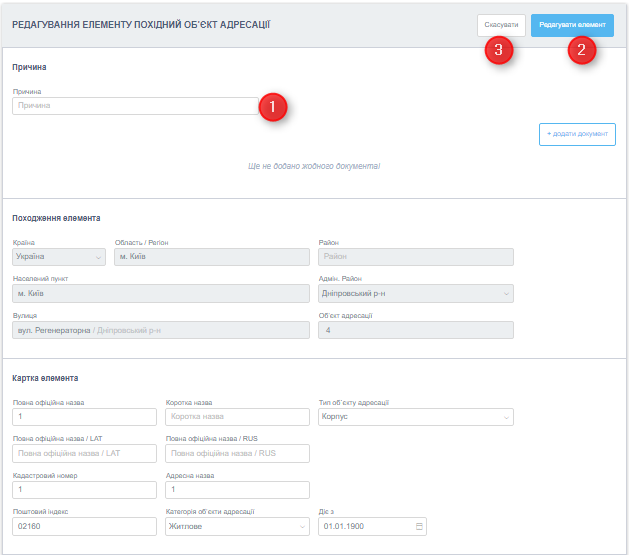 РЕДАГУВАННЯ ЕЛЕМЕНТУ ПОХІДНИЙ ОБ'ЄКТ АДРЕСАЦІЇ
Скасувати
Редагувати елемент
3
2
Причина
Причина
Причина
1
+ додати документ
Ще не додано жодного документа!
Походження елемента
Країна
Область / Регіон
Район
Україна
м. Київ
Район
Населений пункт
Адмін. Район
м. Київ
Дніпровський р-н
Вулиця
Об'єкт адресації
вул. Регенераторна / Дніпровський р-н
4
Картка елемента
Повна офіційна назва
Коротка назва
Тип об'єкту адресації
1
Коротка назва
Корпус
Повна офіційна назва / LAT
Повна офіційна назва / RUS
Повна офіційна назва / LAT
Повна офіційна назва / RUS
Кадастровий номер
Адресна назва
1
1
Поштовий індекс
Категорія об'єкти адресації
Діє з
02160
Житлове
01.01.1900